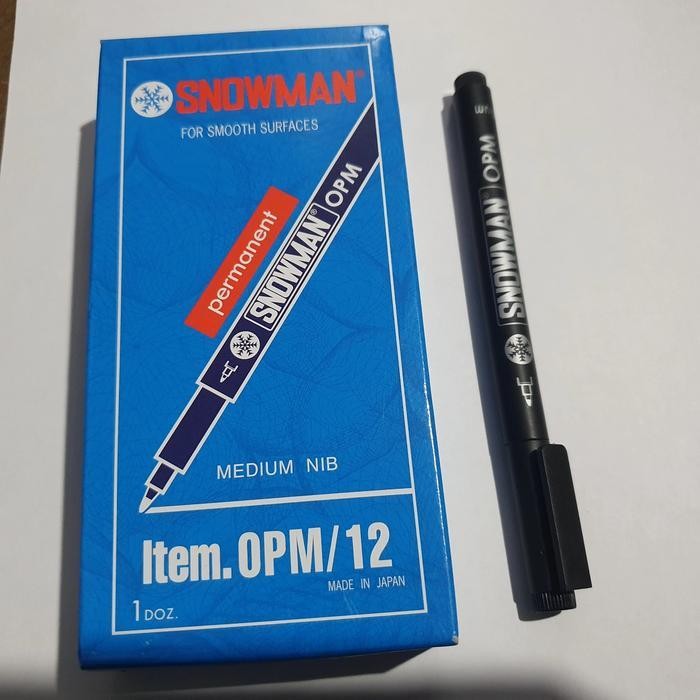 SNOWMAN®
FOR SMOOTH SURFACES
permanent
SNOWMAN® OPM
MEDIUM NIB
Item. OPM/12
MADE IN JAPAN
1 DOZ.
SNOWMAN OPM